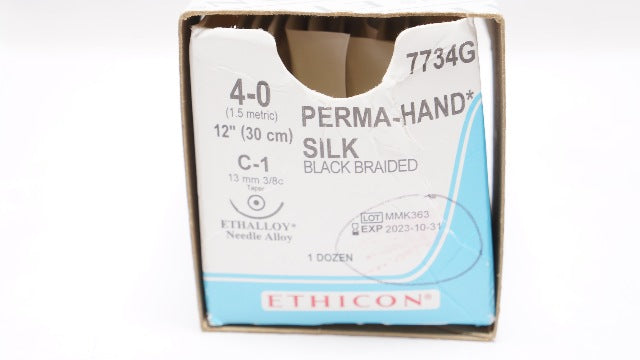 7734G
4-0
(1.5 metric)
12" (30 cm)
C-1
13 mm 3/8c
Taper
ETHALLOY*
Needle Alloy
PERMA-HAND*
SILK
BLACK BRAIDED
LOT MMK363
EXP 2023-10-31
1 DOZEN
ETHICON®